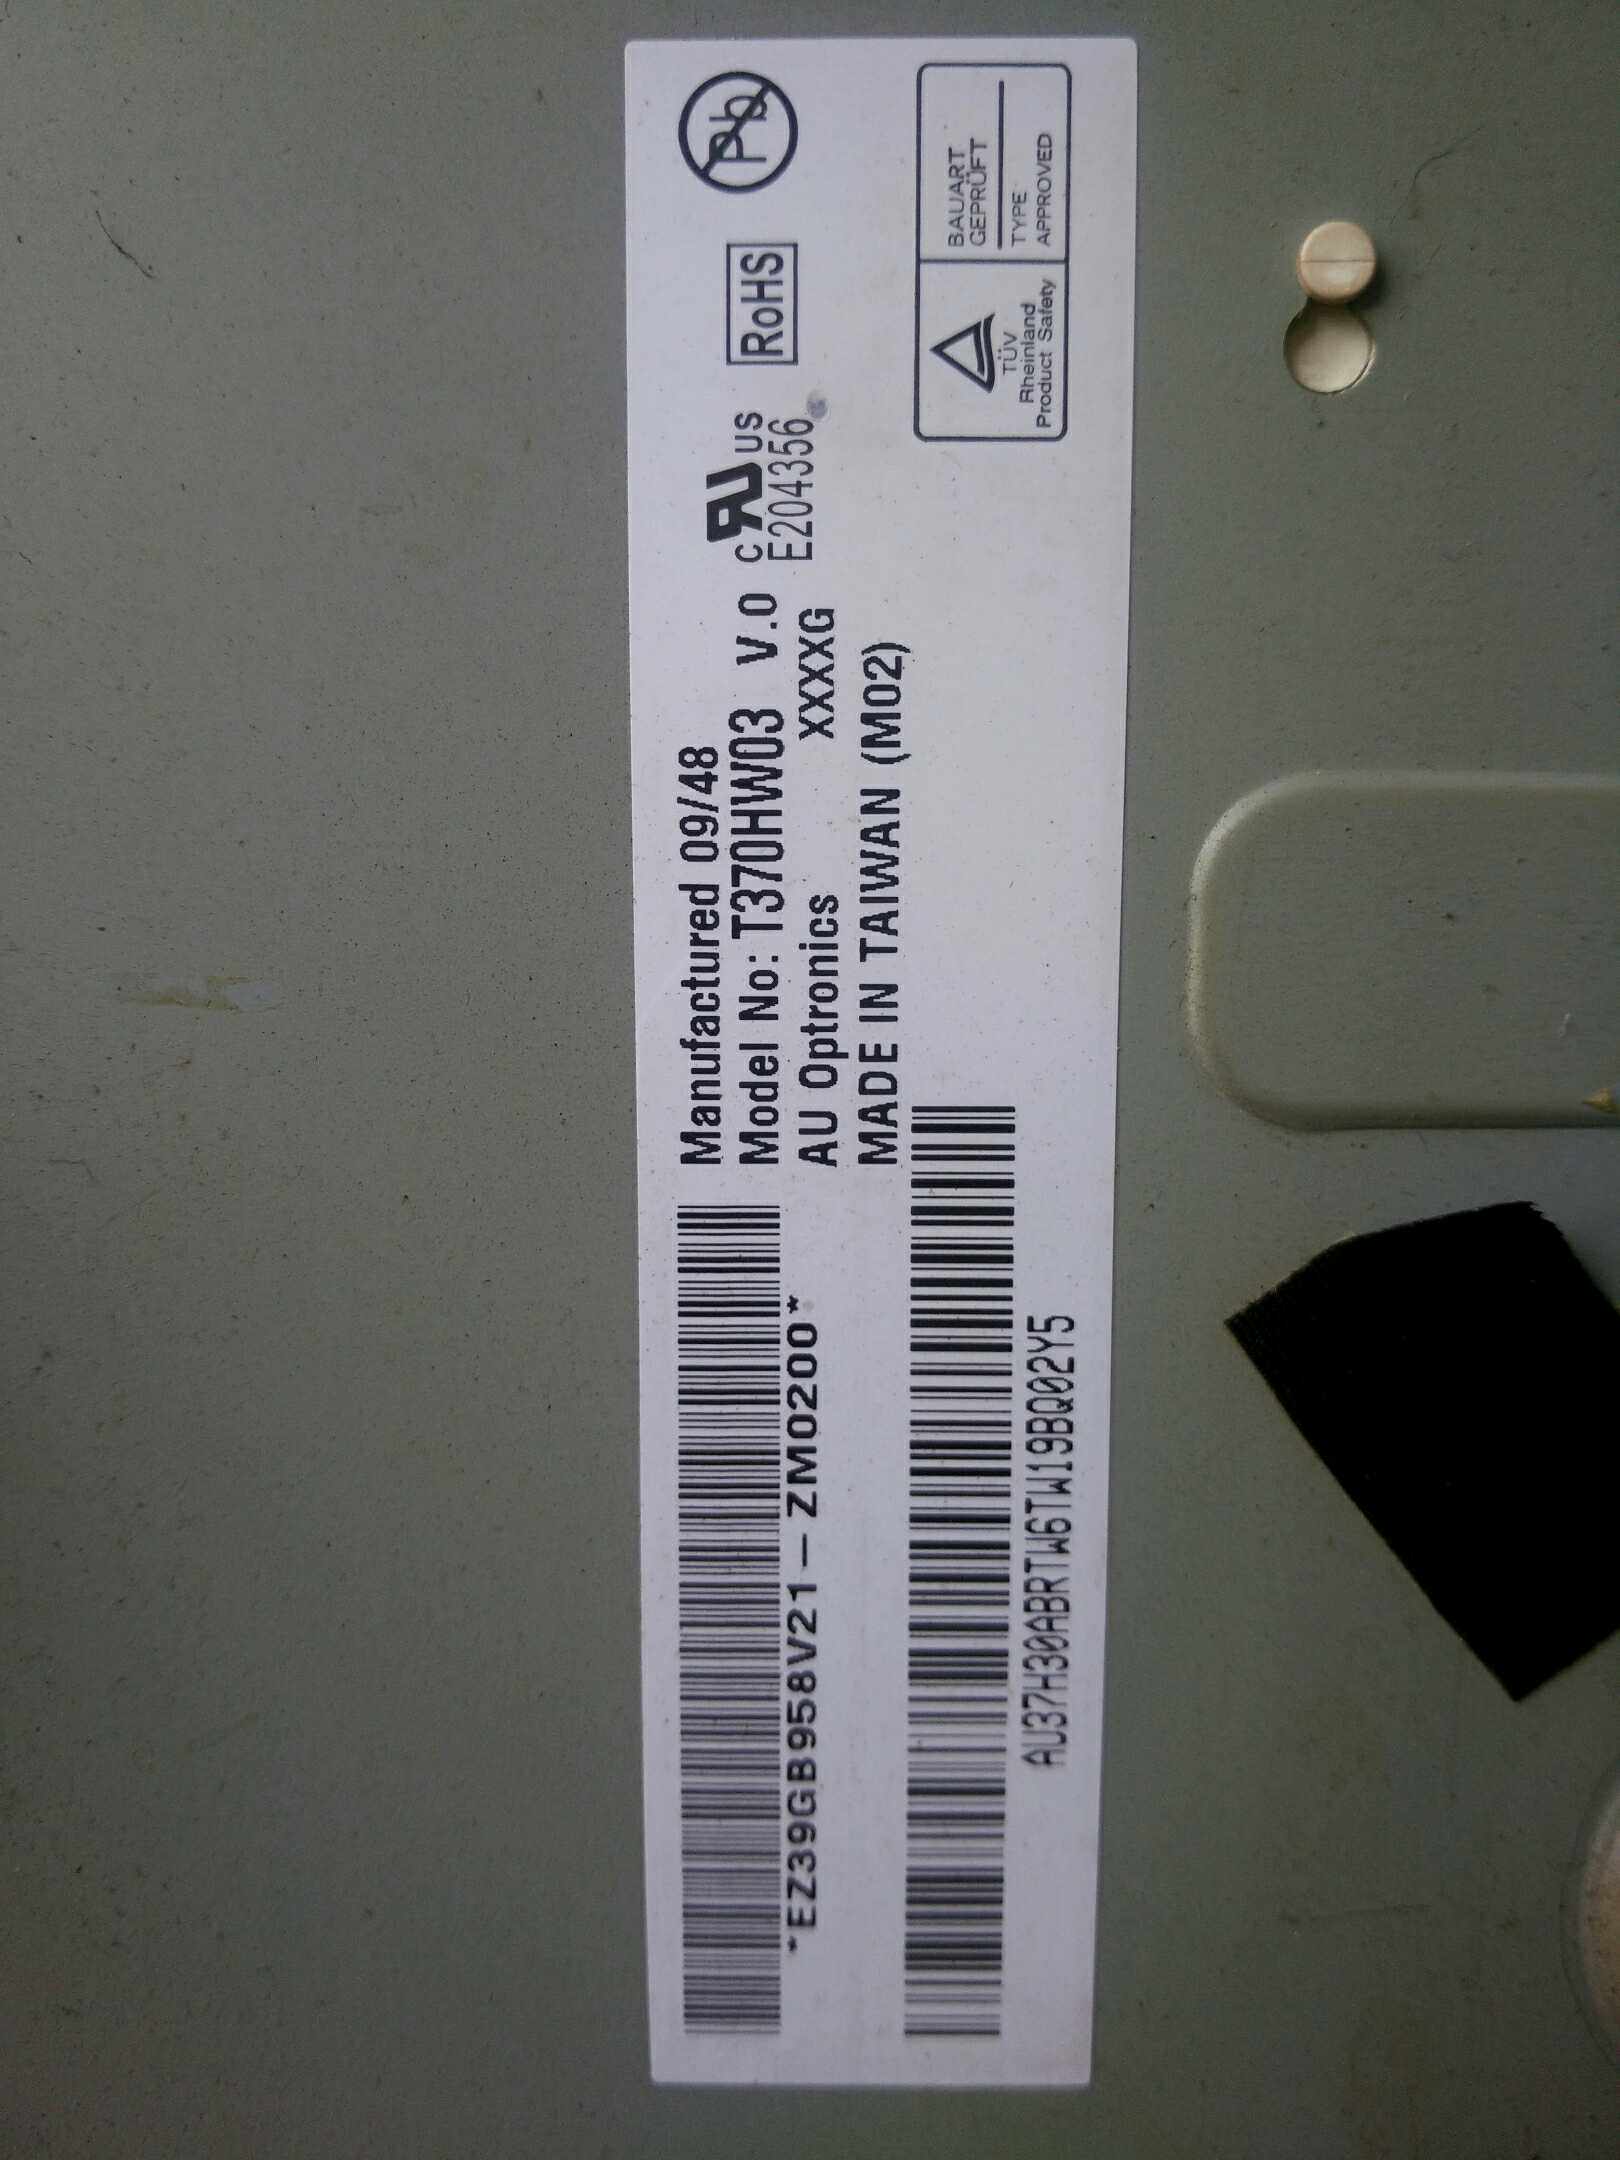 *EZ39GB958V21-ZM0200*
Manufactured 09/48
Model No: T370HW03 V.0
AU Optronics XXXXG
MADE IN TAIWAN (M02)
c RU US
E204356
RoHS
Pb
AU37H30ABRTW6TW19BQ02Y5
TÜV
Rheinland
Product Safety
BAUART
GEPRÜFT
TYPE
APPROVED